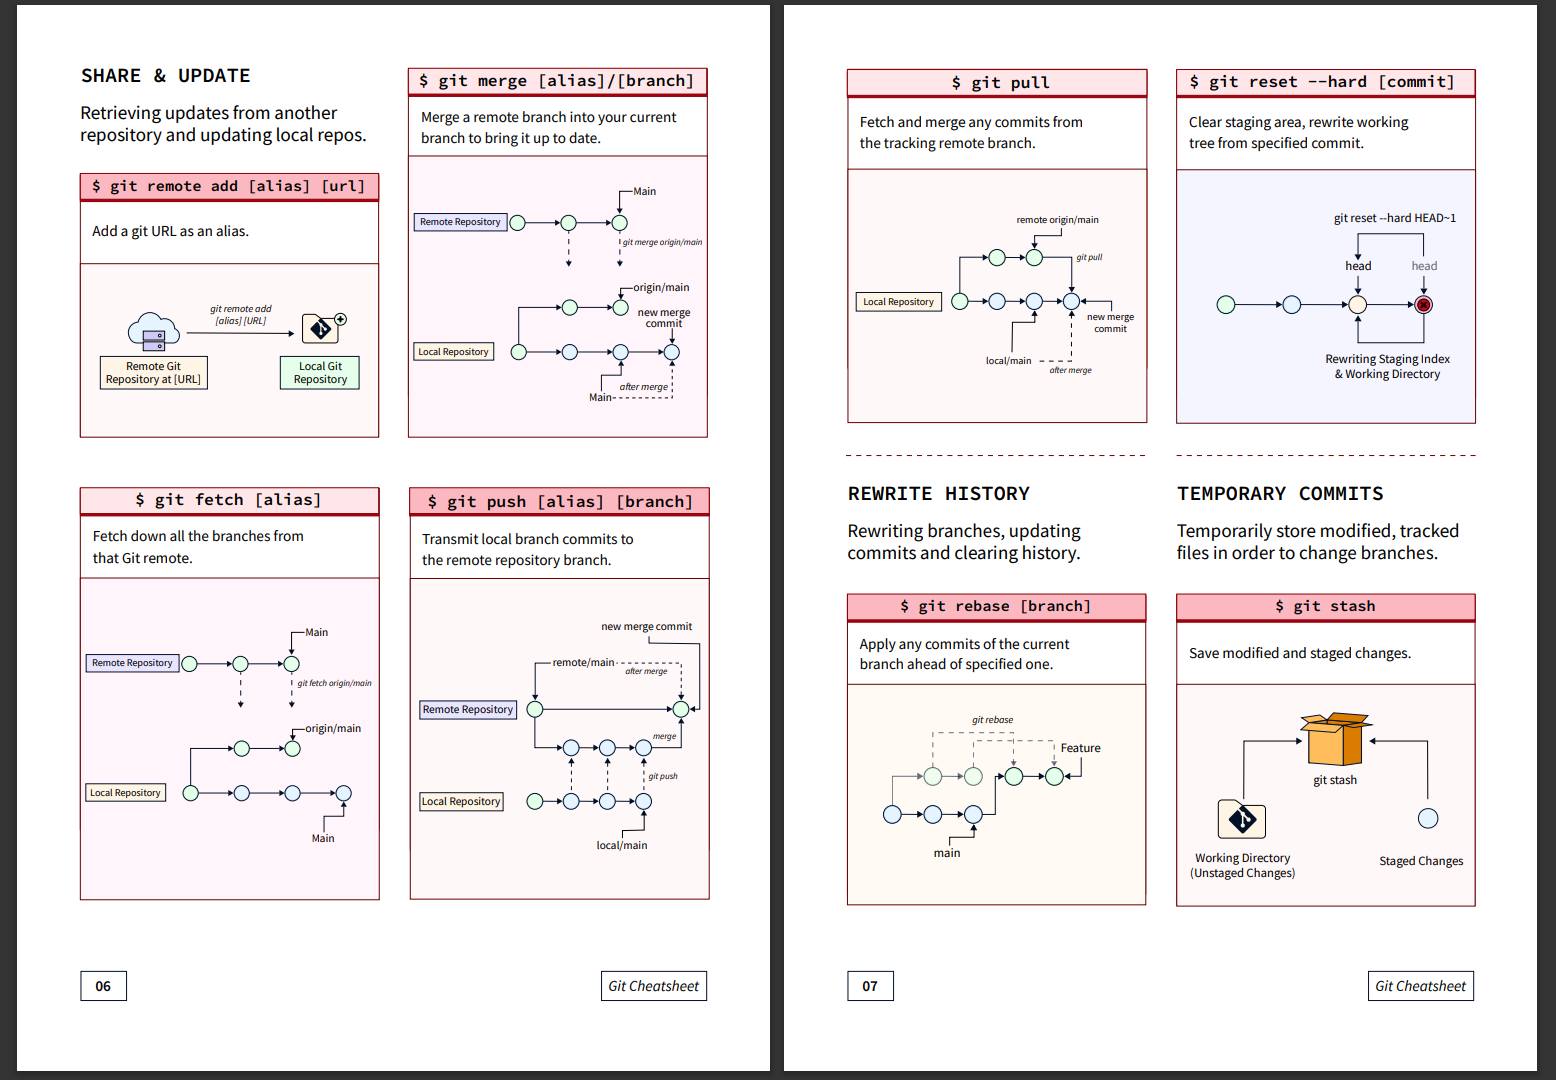 SHARE & UPDATE
Retrieving updates from another
repository and updating local repos.
$ git remote add [alias] [url]
Add a git URL as an alias.
git remote add
[alias] [URL]
Remote Git
Repository at [URL]
Local Git
Repository
$ git merge [alias]/[branch]
Merge a remote branch into your current
branch to bring it up to date.
Main
Remote Repository
git merge origin/main
origin/main
new merge
commit
Local Repository
after merge
Main
$ git fetch [alias]
Fetch down all the branches from
that Git remote.
Main
Remote Repository
git fetch origin/main
origin/main
Local Repository
Main
$ git push [alias] [branch]
Transmit local branch commits to
the remote repository branch.
new merge commit
remote/main
after merge
Remote Repository
merge
git push
Local Repository
local/main
06
Git Cheatsheet
$ git pull
Fetch and merge any commits from
the tracking remote branch.
remote origin/main
git pull
Local Repository
new merge
commit
local/main
after merge
$ git reset --hard [commit]
Clear staging area, rewrite working
tree from specified commit.
git reset --hard HEAD~1
head
head
Rewriting Staging Index
& Working Directory
REWRITE HISTORY
Rewriting branches, updating
commits and clearing history.
$ git rebase [branch]
Apply any commits of the current
branch ahead of specified one.
git rebase
Feature
main
TEMPORARY COMMITS
Temporarily store modified, tracked
files in order to change branches.
$ git stash
Save modified and staged changes.
git stash
Working Directory
(Unstaged Changes)
Staged Changes
07
Git Cheatsheet